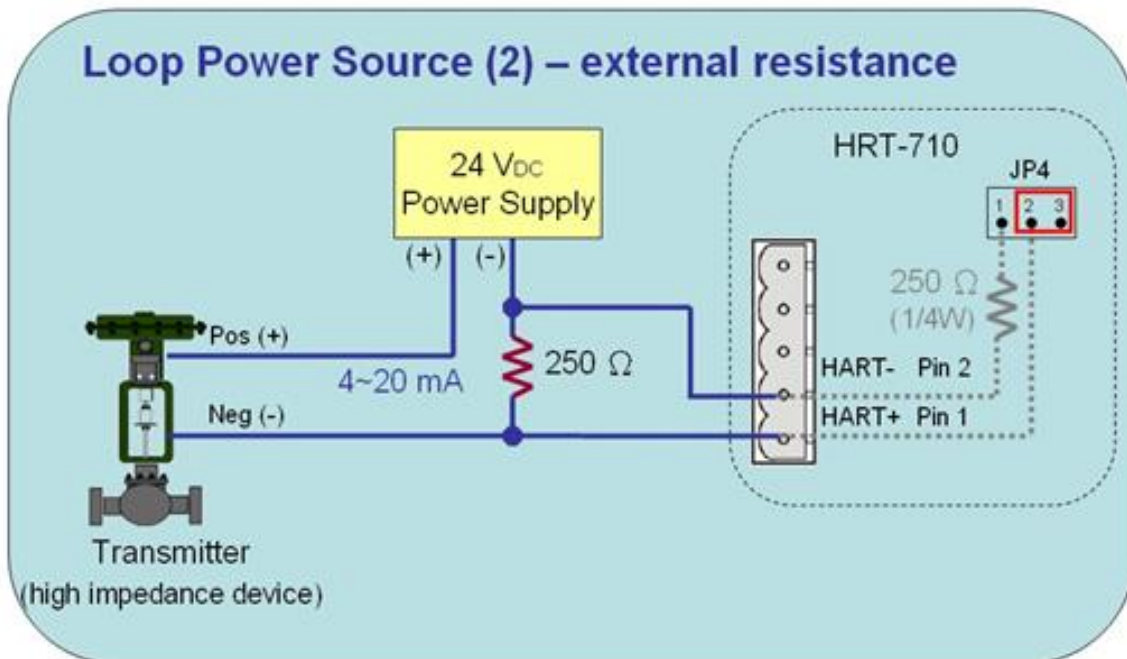 Loop Power Source (2) – external resistance
HRT-710
JP4
1 2 3
24 VDC
Power Supply
(+) (-)
250 Ω
(1/4W)
Pos (+)
4~20 mA
250 Ω
HART- Pin 2
Neg (-)
HART+ Pin 1
Transmitter
(high impedance device)